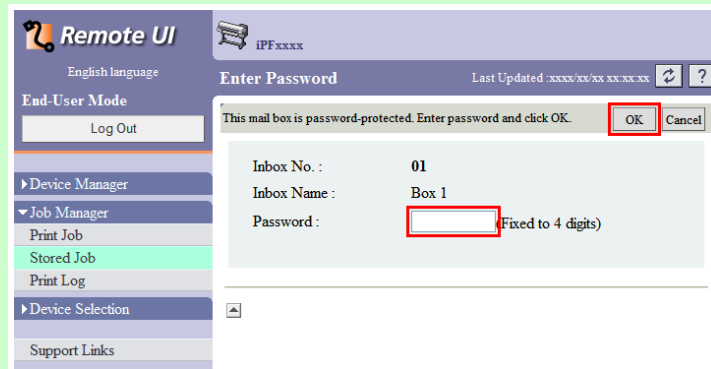 Remote UI
English language
End-User Mode
Log Out
▶Device Manager
▼Job Manager
Print Job
Stored Job
Print Log
▶Device Selection
Support Links
iPFxxxx
Enter Password
Last Updated :xxxx/xx/xx xx:xx:xx
?
This mail box is password-protected. Enter password and click OK.
OK
Cancel
Inbox No. : 01
Inbox Name : Box 1
Password : (Fixed to 4 digits)